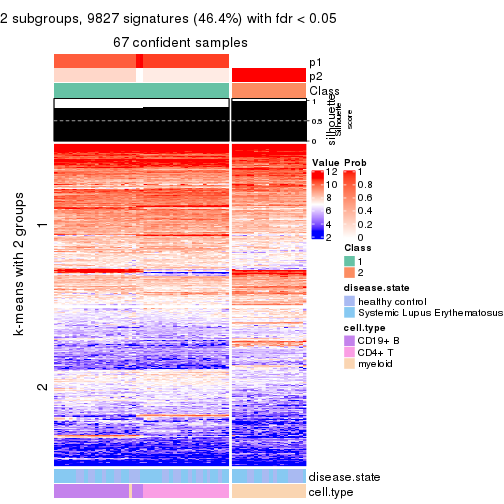 2 subgroups, 9827 signatures (46.4%) with fdr < 0.05
67 confident samples
p1
p2
Class
silhouette
Silhouette
score
1
0.5
0
k-means with 2 groups
1
2
Value
12
10
8
6
4
2
Prob
1
0.8
0.6
0.4
0.2
0
Class
1
2
disease.state
healthy control
Systemic Lupus Erythematosus
cell.type
CD19+ B
CD4+ T
myeloid
disease.state
cell.type